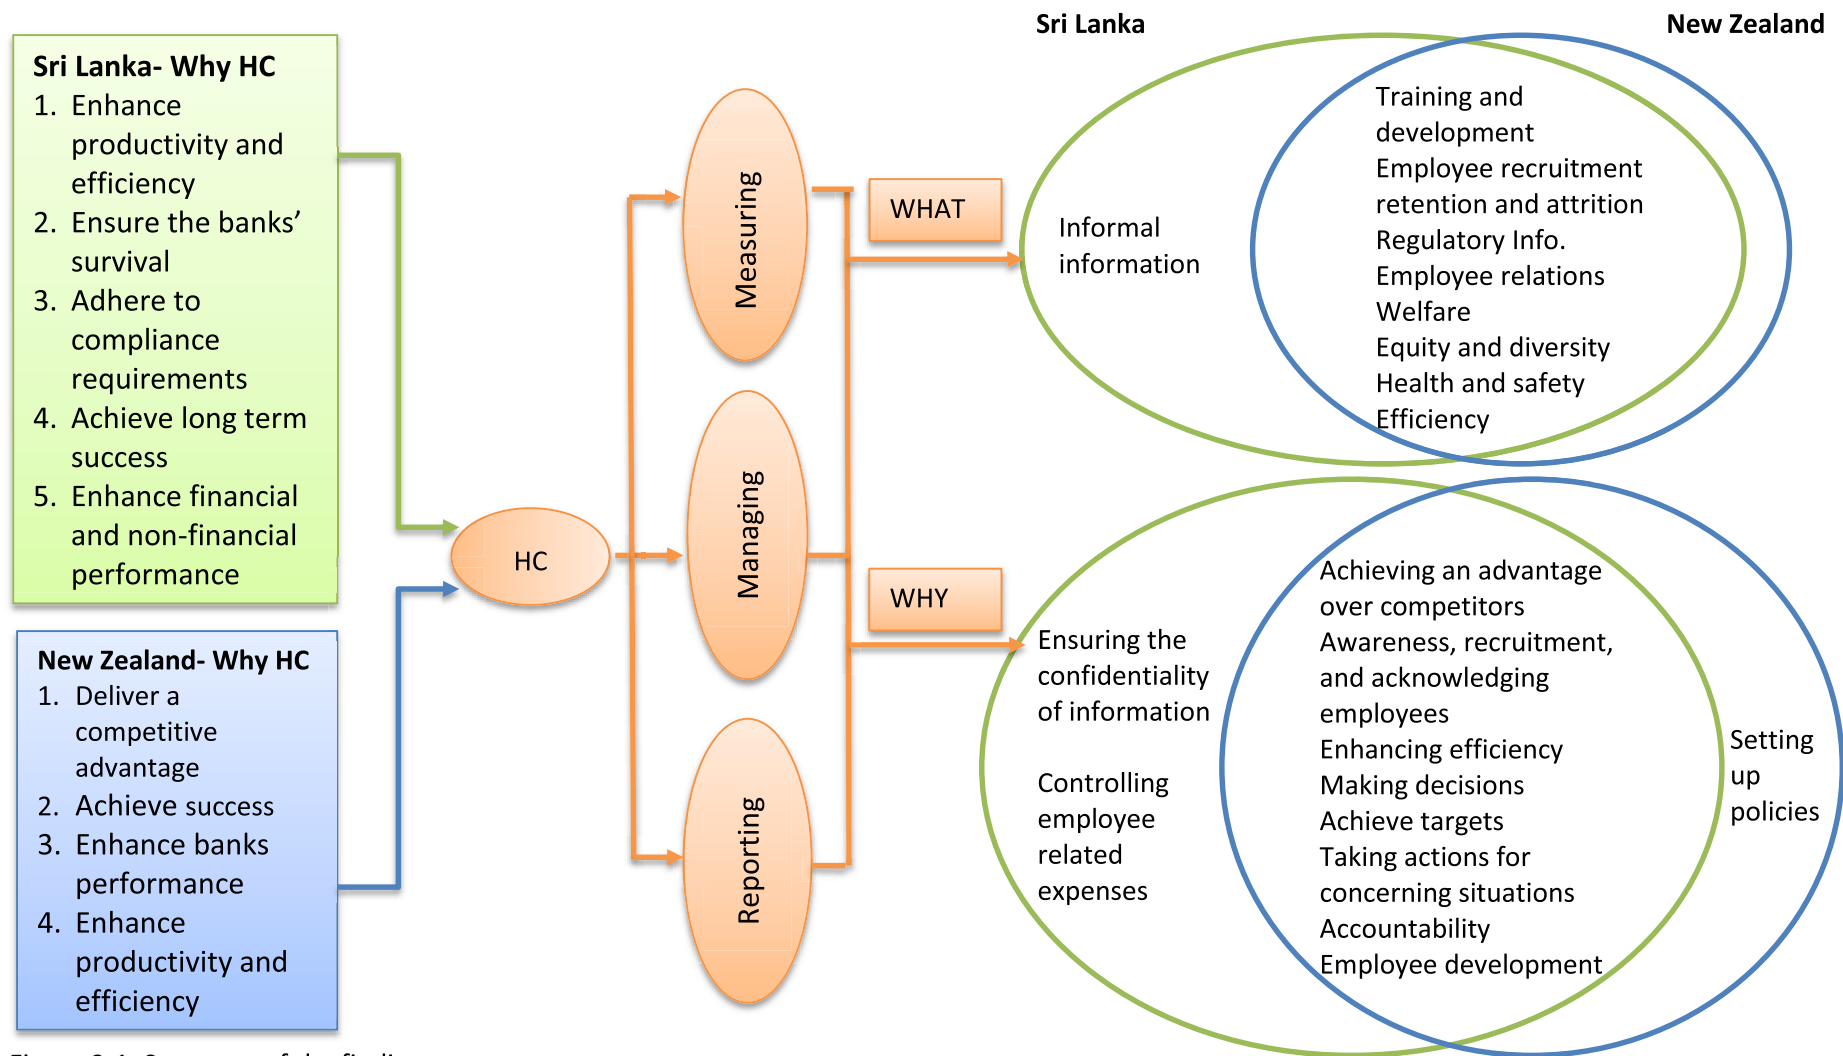 Sri Lanka
New Zealand
Sri Lanka- Why HC
1. Enhance
productivity and
efficiency
2. Ensure the banks’
survival
3. Adhere to
compliance
requirements
4. Achieve long term
success
5. Enhance financial
and non-financial
performance
New Zealand- Why HC
1. Deliver a
competitive
advantage
2. Achieve success
3. Enhance banks
performance
4. Enhance
productivity and
efficiency
HC
Measuring
Managing
Reporting
WHAT
WHY
Informal
information
Training and
development
Employee recruitment
retention and attrition
Regulatory Info.
Employee relations
Welfare
Equity and diversity
Health and safety
Efficiency
Ensuring the
confidentiality
of information
Controlling
employee
related
expenses
Achieving an advantage
over competitors
Awareness, recruitment,
and acknowledging
employees
Enhancing efficiency
Making decisions
Achieve targets
Taking actions for
concerning situations
Accountability
Employee development
Setting
up
policies